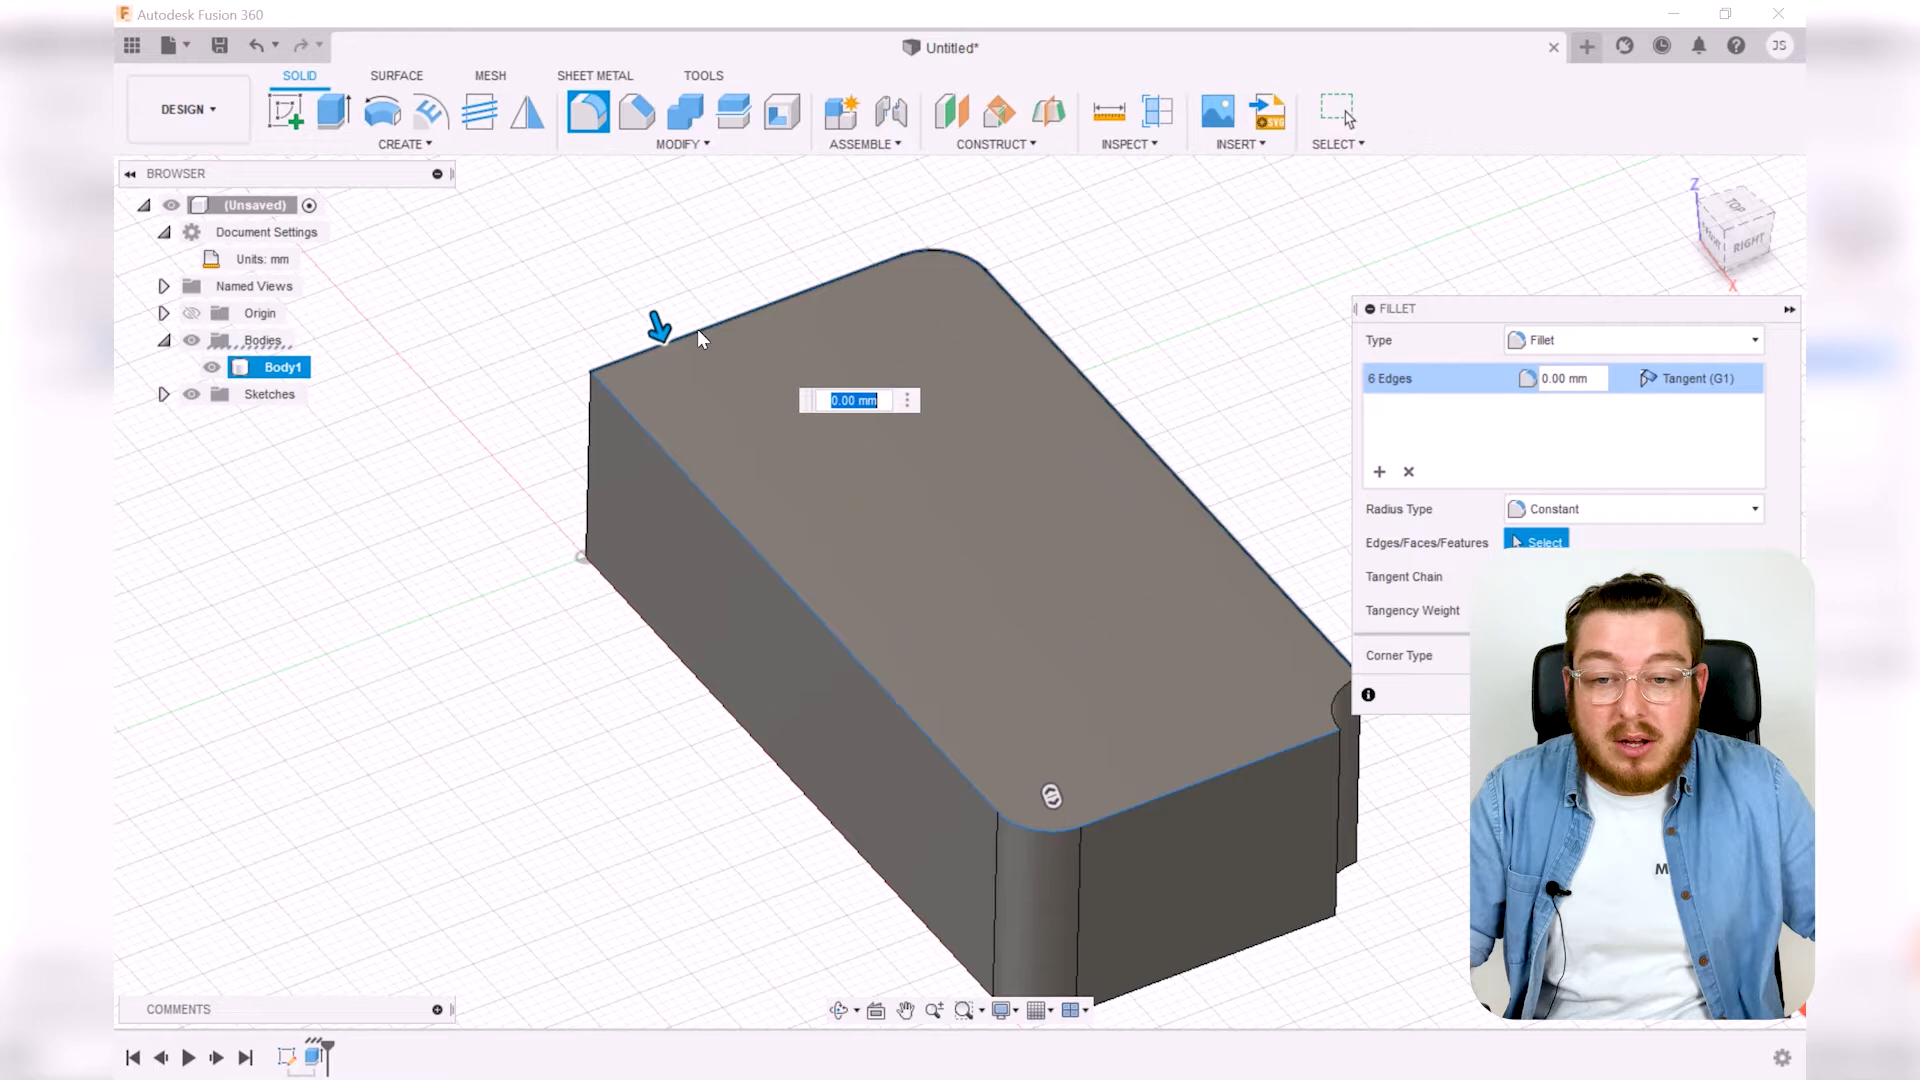 Autodesk Fusion 360
Untitled*
JS
SOLID
SURFACE
MESH
SHEET METAL
TOOLS
DESIGN
CREATE
MODIFY
ASSEMBLE
CONSTRUCT
INSPECT
INSERT
SELECT
SVG
BROWSER
(Unsaved)
Document Settings
Units: mm
Named Views
Origin
Bodies
Body1
Sketches
Z
TOP
RIGHT
X
0.00 mm
FILLET
Type
Fillet
6 Edges
0.00 mm
Tangent (G1)
Radius Type
Constant
Edges/Faces/Features
Select
Tangent Chain
Tangency Weight
Corner Type
COMMENTS